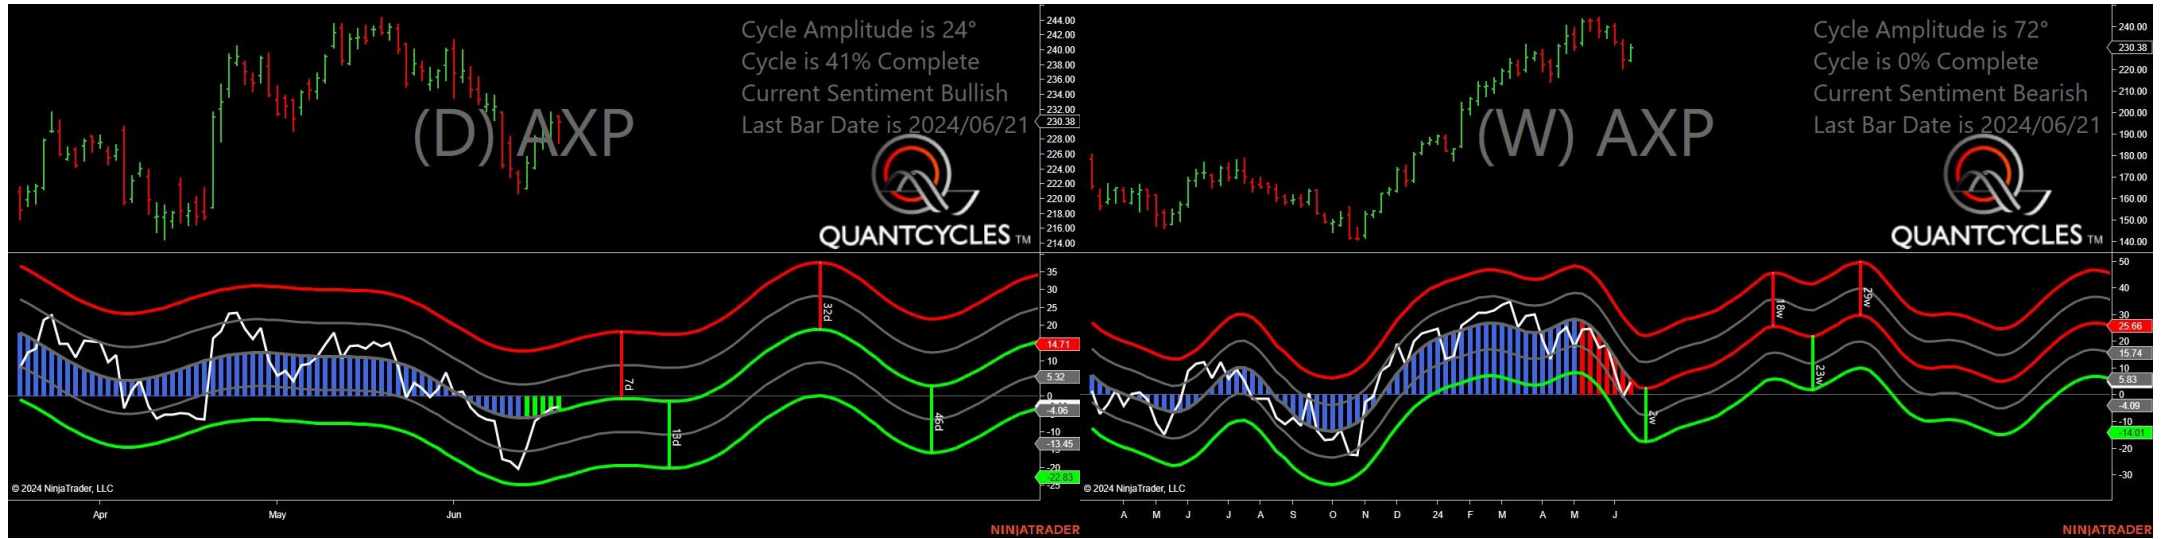 Cycle Amplitude is 24°
Cycle is 41% Complete
Current Sentiment Bullish
Last Bar Date is 2024/06/21
(D) AXP
QUANTCYCLES TM
244.00
242.00
240.00
238.00
236.00
234.00
232.00
230.38
228.00
226.00
224.00
222.00
220.00
218.00
216.00
214.00
7d
13d
32d
46d
35
30
25
20
14.71
10
5.32
0
-4.06
-10
-13.45
-20
-22.83
-25
© 2024 NinjaTrader, LLC
Apr May Jun
NINJATRADER
Cycle Amplitude is 72°
Cycle is 0% Complete
Current Sentiment Bearish
Last Bar Date is 2024/06/21
(W) AXP
QUANTCYCLES TM
240.00
230.38
220.00
210.00
200.00
190.00
180.00
170.00
160.00
150.00
140.00
2w
18w
23w
29w
50
40
30
25.66
20
15.74
10
5.83
0
-4.09
-10
-14.01
-20
-30
© 2024 NinjaTrader, LLC
A M J J A S O N D 24 F M A M J
NINJATRADER